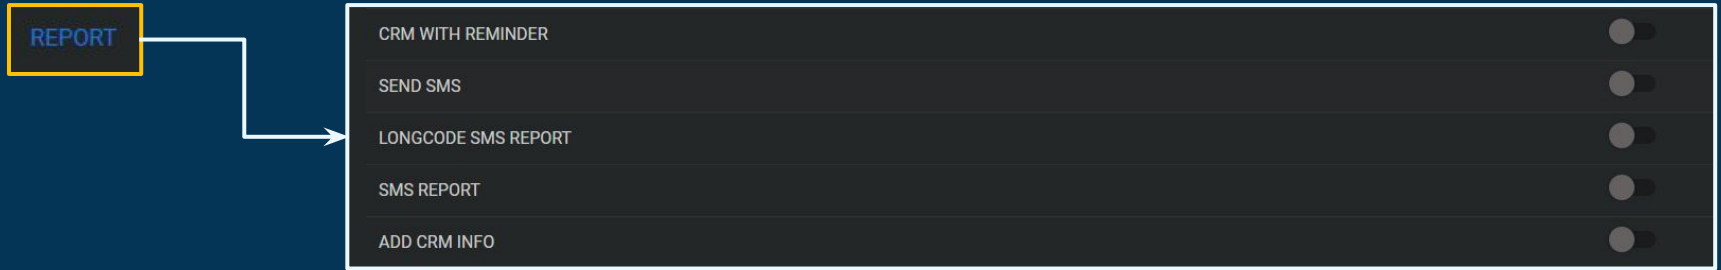 REPORT
CRM WITH REMINDER
SEND SMS
LONGCODE SMS REPORT
SMS REPORT
ADD CRM INFO